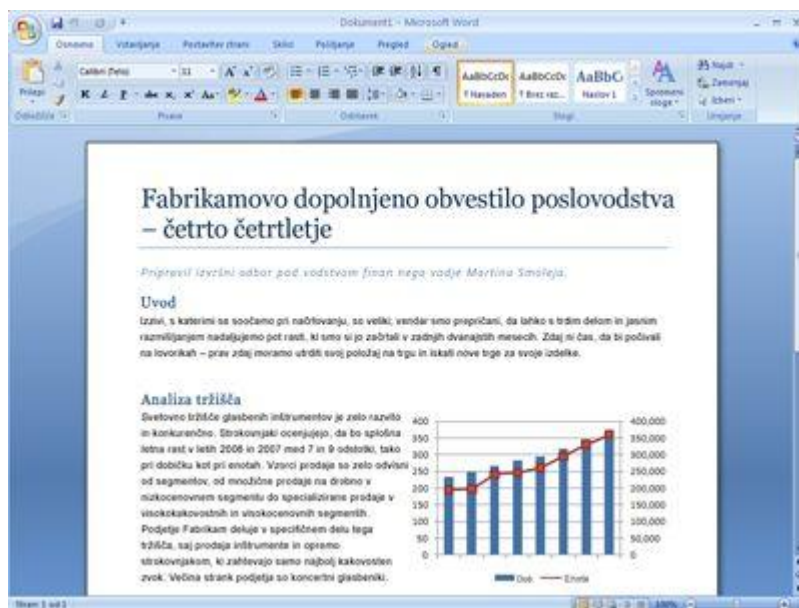 Dokument1 - Microsoft Word
Osnovno Vstavljanje Postavitev strani Sklici Pošiljanje Pregled Ogled
Calibri (Telo) 11
Najdi
Prilepi
AaBbCcDc AaBbCcDc AaBbC
Spremeni
Zamenjaj
K L P abc
¶ Navaden ¶ Brez raz... Naslov 1
sloge
Izberi
Odložišče Pisava Odstavek Slogi Urejanje
Fabrikamovo dopolnjeno obvestilo poslovodstva
– četrto četrtletje
Pripravil izvršni odbor pod vodstvom finan nega vodje Martina Smoleja.
Uvod
Izzivi, s katerimi se soočamo pri načrtovanju, so veliki; vendar smo prepričani, da lahko s trdim delom in jasnim
razmišljanjem nadaljujemo pot rasti, ki smo si jo začrtali v zadnjih dvanajstih mesecih. Zdaj ni čas, da bi počivali
na lovorikah – prav zdaj moramo utrditi svoj položaj na trgu in iskati nove trge za svoje izdelke.
Analiza tržišča
Svetovno tržišče glasbenih inštrumentov je zelo razvito
in konkurenčno. Strokovnjaki ocenjujejo, da bo splošna
letna rast v letih 2006 in 2007 med 7 in 9 odstotki, tako
pri dobičku kot pri enotah. Vzorci prodaje so zelo odvisni
od segmentov, od množične prodaje na drobno v
nizkocenovnem segmentu do specializirane prodaje v
visokokakovostnih in visokocenovnih segmentih.
Podjetje Fabrikam deluje v specifičnem delu tega
tržišča, saj prodaja inštrumente in opremo
strokovnjakom, ki zahtevajo samo najbolj kakovosten
zvok. Večina strank podjetja so koncertni glasbeniki.
400 400,000
350 350,000
300 300,000
250 250,000
200 200,000
150 150,000
100 100,000
50 50,000
0 0
Dob. Enote
Stran 1 od 1 100%